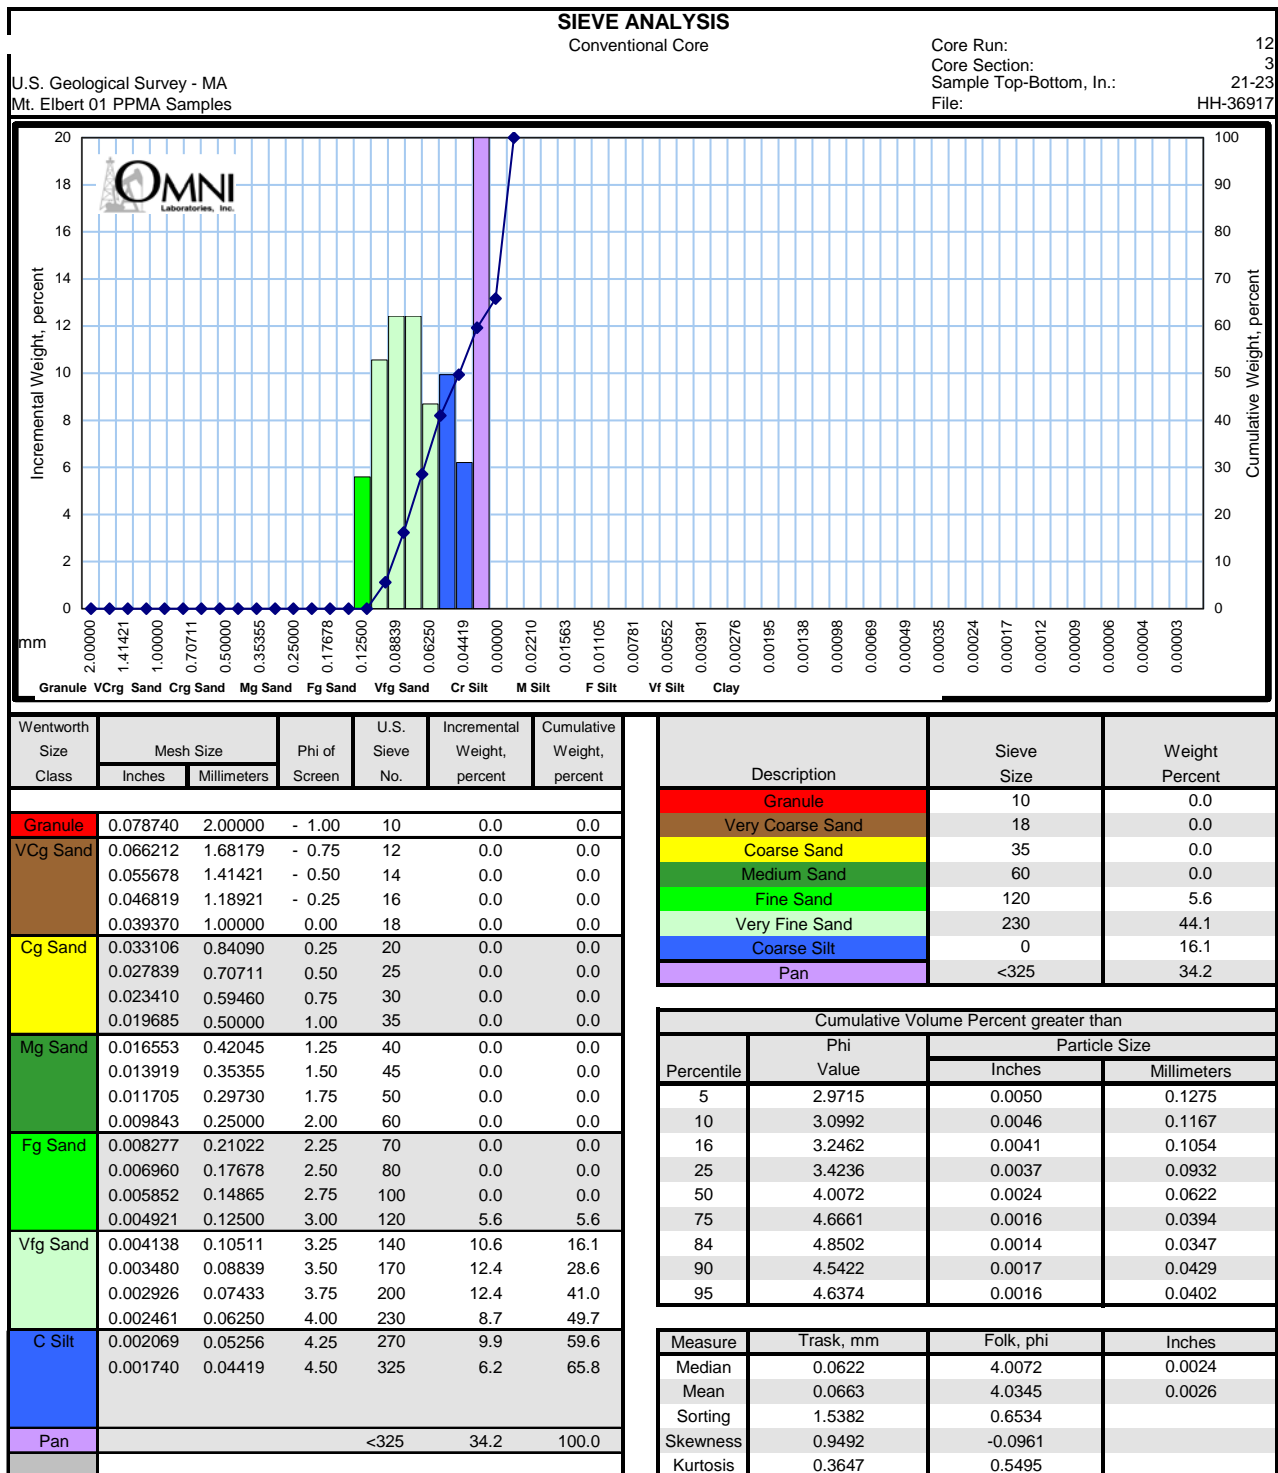 SIEVE ANALYSIS
Conventional Core
Core Run: 12
Core Section: 3
U.S. Geological Survey - MA
Sample Top-Bottom, In.: 21-23
Mt. Elbert 01 PPMA Samples
File: HH-36917
OMNI
Laboratories, Inc.
Incremental Weight, percent
20
18
16
14
12
10
8
6
4
2
0
Cumulative Weight, percent
100
90
80
70
60
50
40
30
20
10
0
mm
2.00000 1.41421 1.00000 0.70711 0.50000 0.35355 0.25000 0.17678 0.12500 0.08839 0.06250 0.04419 0.00000 0.02210 0.01563 0.01105 0.00781 0.00552 0.00391 0.00276 0.00195 0.00138 0.00098 0.00069 0.00049 0.00035 0.00024 0.00017 0.00012 0.00009 0.00006 0.00004 0.00003
Granule VCrg Sand Crg Sand Mg Sand Fg Sand Vfg Sand Cr Silt M Silt F Silt Vf Silt Clay
Wentworth U.S. Incremental Cumulative
Size Mesh Size Phi of Sieve Weight, Weight,
Class Inches Millimeters Screen No. percent percent
Granule 0.078740 2.00000 - 1.00 10 0.0 0.0
VCg Sand 0.066212 1.68179 - 0.75 12 0.0 0.0
0.055678 1.41421 - 0.50 14 0.0 0.0
0.046819 1.18921 - 0.25 16 0.0 0.0
0.039370 1.00000 0.00 18 0.0 0.0
Cg Sand 0.033106 0.84090 0.25 20 0.0 0.0
0.027839 0.70711 0.50 25 0.0 0.0
0.023410 0.59460 0.75 30 0.0 0.0
0.019685 0.50000 1.00 35 0.0 0.0
Mg Sand 0.016553 0.42045 1.25 40 0.0 0.0
0.013919 0.35355 1.50 45 0.0 0.0
0.011705 0.29730 1.75 50 0.0 0.0
0.009843 0.25000 2.00 60 0.0 0.0
Fg Sand 0.008277 0.21022 2.25 70 0.0 0.0
0.006960 0.17678 2.50 80 0.0 0.0
0.005852 0.14865 2.75 100 0.0 0.0
0.004921 0.12500 3.00 120 5.6 5.6
Vfg Sand 0.004138 0.10511 3.25 140 10.6 16.1
0.003480 0.08839 3.50 170 12.4 28.6
0.002926 0.07433 3.75 200 12.4 41.0
0.002461 0.06250 4.00 230 8.7 49.7
C Silt 0.002069 0.05256 4.25 270 9.9 59.6
0.001740 0.04419 4.50 325 6.2 65.8
Pan <325 34.2 100.0
Sieve Weight
Description Size Percent
Granule 10 0.0
Very Coarse Sand 18 0.0
Coarse Sand 35 0.0
Medium Sand 60 0.0
Fine Sand 120 5.6
Very Fine Sand 230 44.1
Coarse Silt 0 16.1
Pan <325 34.2
Cumulative Volume Percent greater than
Phi Particle Size
Percentile Value Inches Millimeters
5 2.9715 0.0050 0.1275
10 3.0992 0.0046 0.1167
16 3.2462 0.0041 0.1054
25 3.4236 0.0037 0.0932
50 4.0072 0.0024 0.0622
75 4.6661 0.0016 0.0394
84 4.8502 0.0014 0.0347
90 4.5422 0.0017 0.0429
95 4.6374 0.0016 0.0402
Measure Trask, mm Folk, phi Inches
Median 0.0622 4.0072 0.0024
Mean 0.0663 4.0345 0.0026
Sorting 1.5382 0.6534
Skewness 0.9492 -0.0961
Kurtosis 0.3647 0.5495